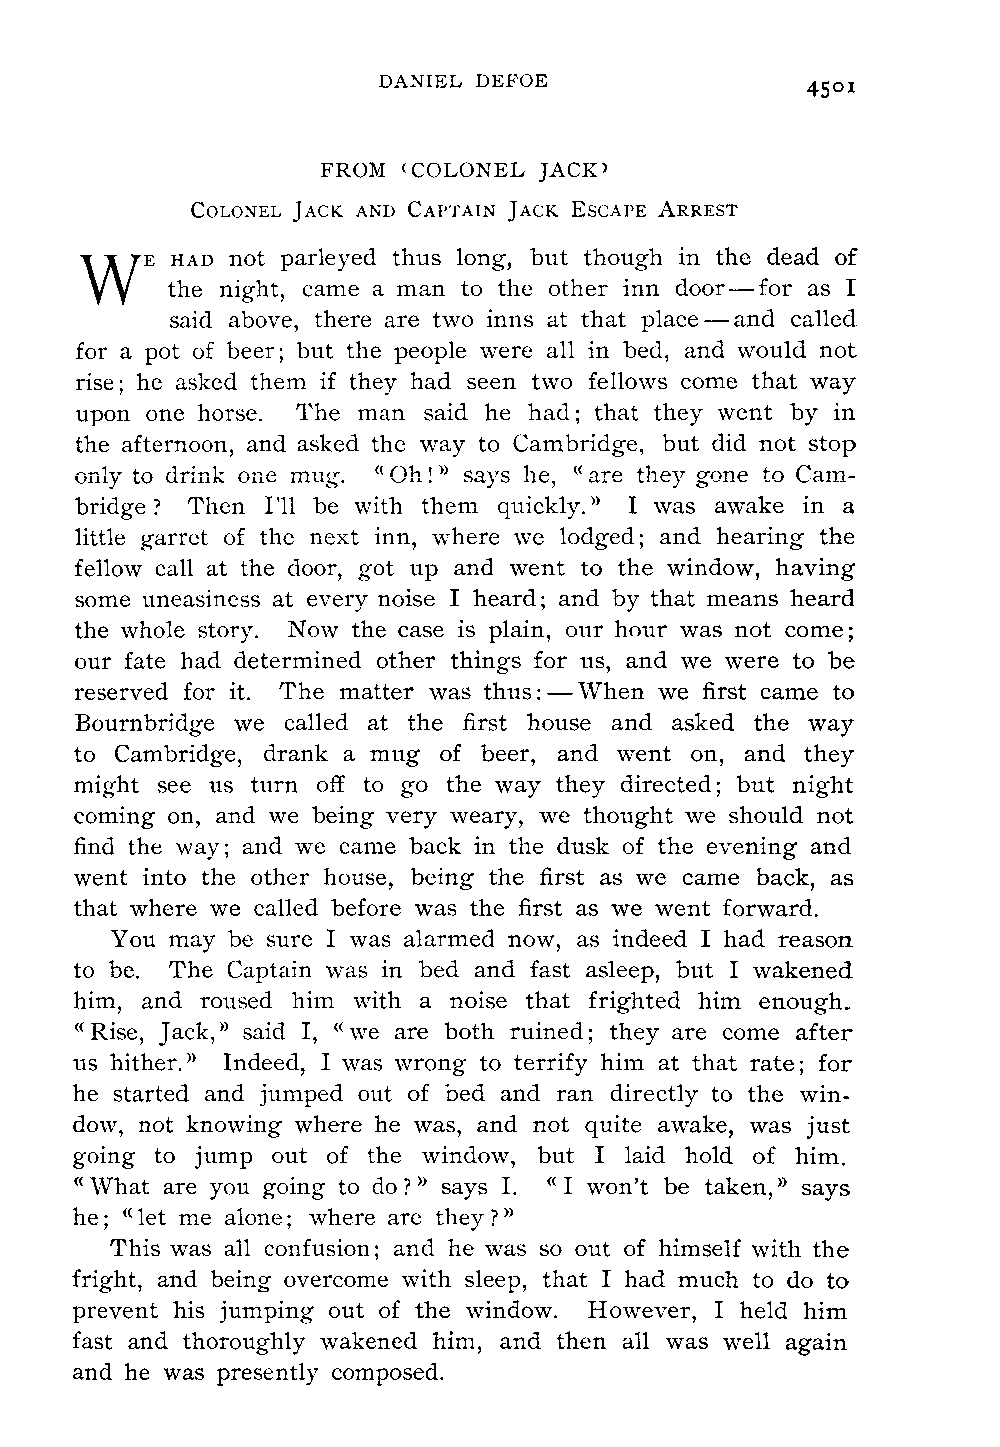 DANIEL DEFOE 4501
FROM ‹COLONEL JACK›
COLONEL JACK AND CAPTAIN JACK ESCAPE ARREST
WE HAD not parleyed thus long, but though in the dead of
the night, came a man to the other inn door—for as I
said above, there are two inns at that place—and called
for a pot of beer; but the people were all in bed, and would not
rise; he asked them if they had seen two fellows come that way
upon one horse. The man said he had; that they went by in
the afternoon, and asked the way to Cambridge, but did not stop
only to drink one mug. «Oh!» says he, «are they gone to Cam-
bridge? Then I'll be with them quickly.» I was awake in a
little garret of the next inn, where we lodged; and hearing the
fellow call at the door, got up and went to the window, having
some uneasiness at every noise I heard; and by that means heard
the whole story. Now the case is plain, our hour was not come;
our fate had determined other things for us, and we were to be
reserved for it. The matter was thus:—When we first came to
Bournbridge we called at the first house and asked the way
to Cambridge, drank a mug of beer, and went on, and they
might see us turn off to go the way they directed; but night
coming on, and we being very weary, we thought we should not
find the way; and we came back in the dusk of the evening and
went into the other house, being the first as we came back, as
that where we called before was the first as we went forward.
You may be sure I was alarmed now, as indeed I had reason
to be. The Captain was in bed and fast asleep, but I wakened
him, and roused him with a noise that frighted him enough.
«Rise, Jack,» said I, «we are both ruined; they are come after
us hither.» Indeed, I was wrong to terrify him at that rate; for
he started and jumped out of bed and ran directly to the win-
dow, not knowing where he was, and not quite awake, was just
going to jump out of the window, but I laid hold of him.
«What are you going to do?» says I. «I won't be taken,» says
he; «let me alone; where are they?»
This was all confusion; and he was so out of himself with the
fright, and being overcome with sleep, that I had much to do to
prevent his jumping out of the window. However, I held him
fast and thoroughly wakened him, and then all was well again
and he was presently composed.